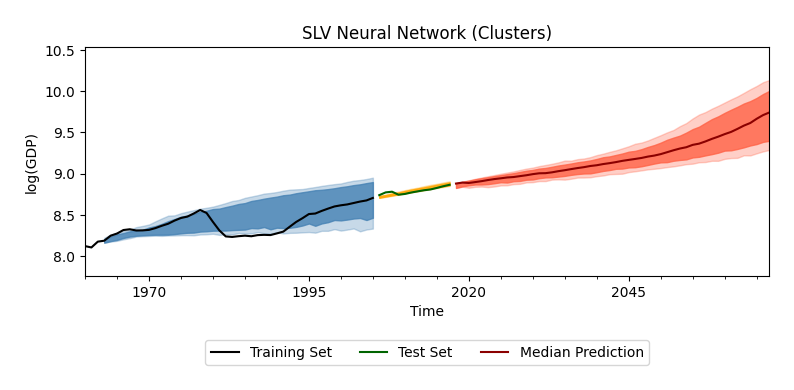 SLV Neural Network (Clusters)
log(GDP)
10.5
10.0
9.5
9.0
8.5
8.0
1970 1995 2020 2045
Time
Training Set Test Set Median Prediction